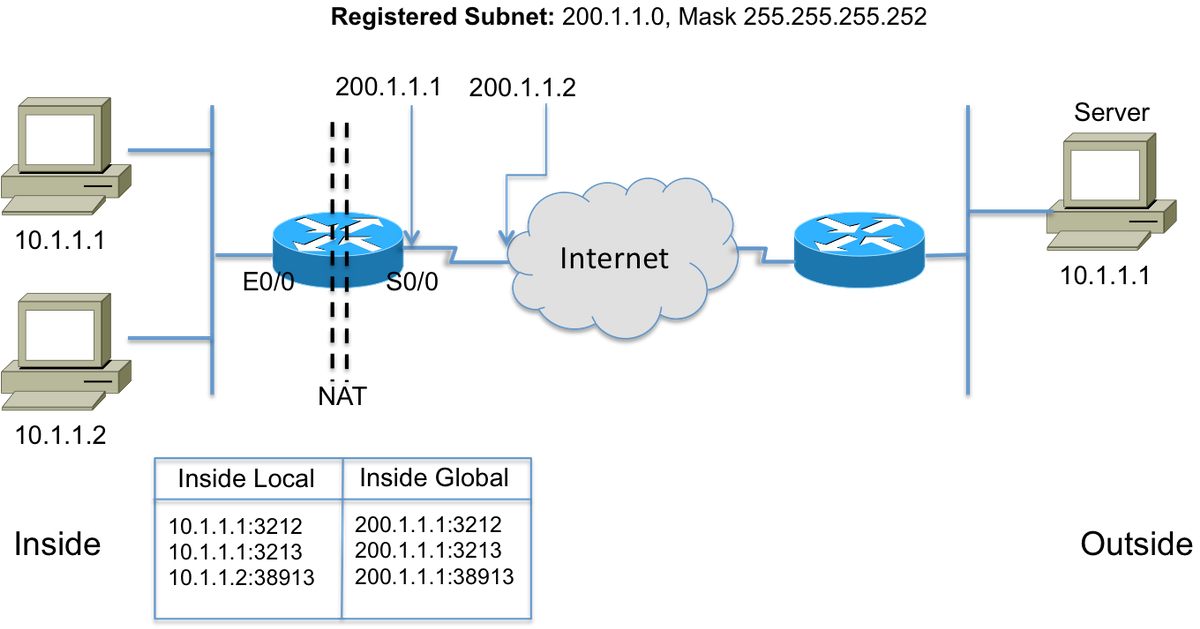 Registered Subnet: 200.1.1.0, Mask 255.255.255.252
200.1.1.1 200.1.1.2
Server
10.1.1.1
Internet
10.1.1.1
E0/0 S0/0
NAT
10.1.1.2
Inside Local Inside Global
10.1.1.1:3212 200.1.1.1:3212
10.1.1.1:3213 200.1.1.1:3213
10.1.1.2:38913 200.1.1.1:38913
Inside
Outside